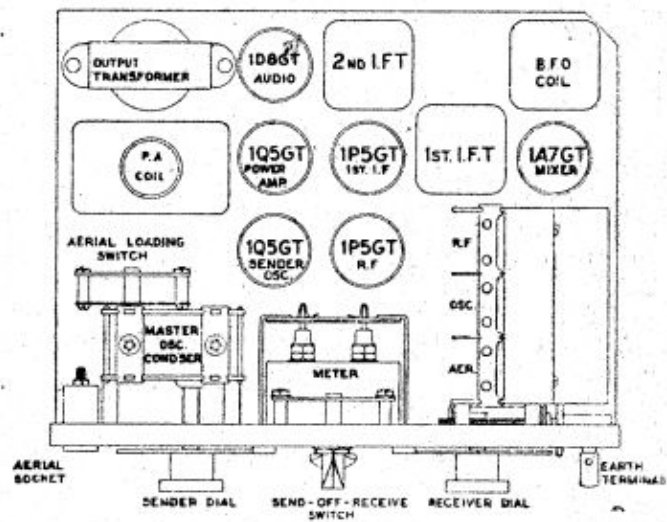 OUTPUT
TRANSFORMER
1D8GT
AUDIO
2ND I.F.T
B.F.O
COIL
P.A
COIL
1Q5GT
POWER
AMP.
1P5GT
1ST. I.F
1ST. I.F.T
1A7GT
MIXER
AERIAL LOADING
SWITCH
1Q5GT
SENDER
OSC.
1P5GT
R.F
R.F
OSC.
AER.
MASTER
OSC.
CONDSER
METER
AERIAL
SOCKET
SENDER DIAL
SEND-OFF-RECEIVE
SWITCH
RECEIVER DIAL
EARTH
TERMINAL